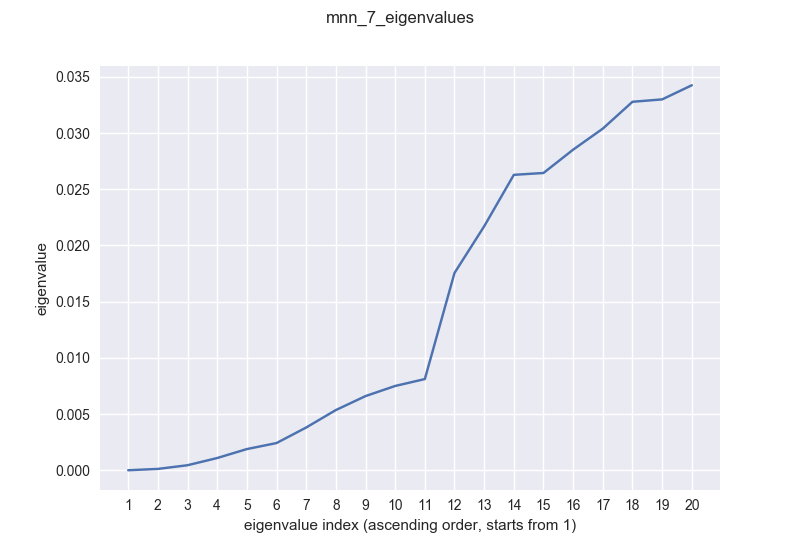 mnn_7_eigenvalues
0.035
0.030
0.025
0.020
0.015
0.010
0.005
0.000
eigenvalue
1 2 3 4 5 6 7 8 9 10 11 12 13 14 15 16 17 18 19 20
eigenvalue index (ascending order, starts from 1)